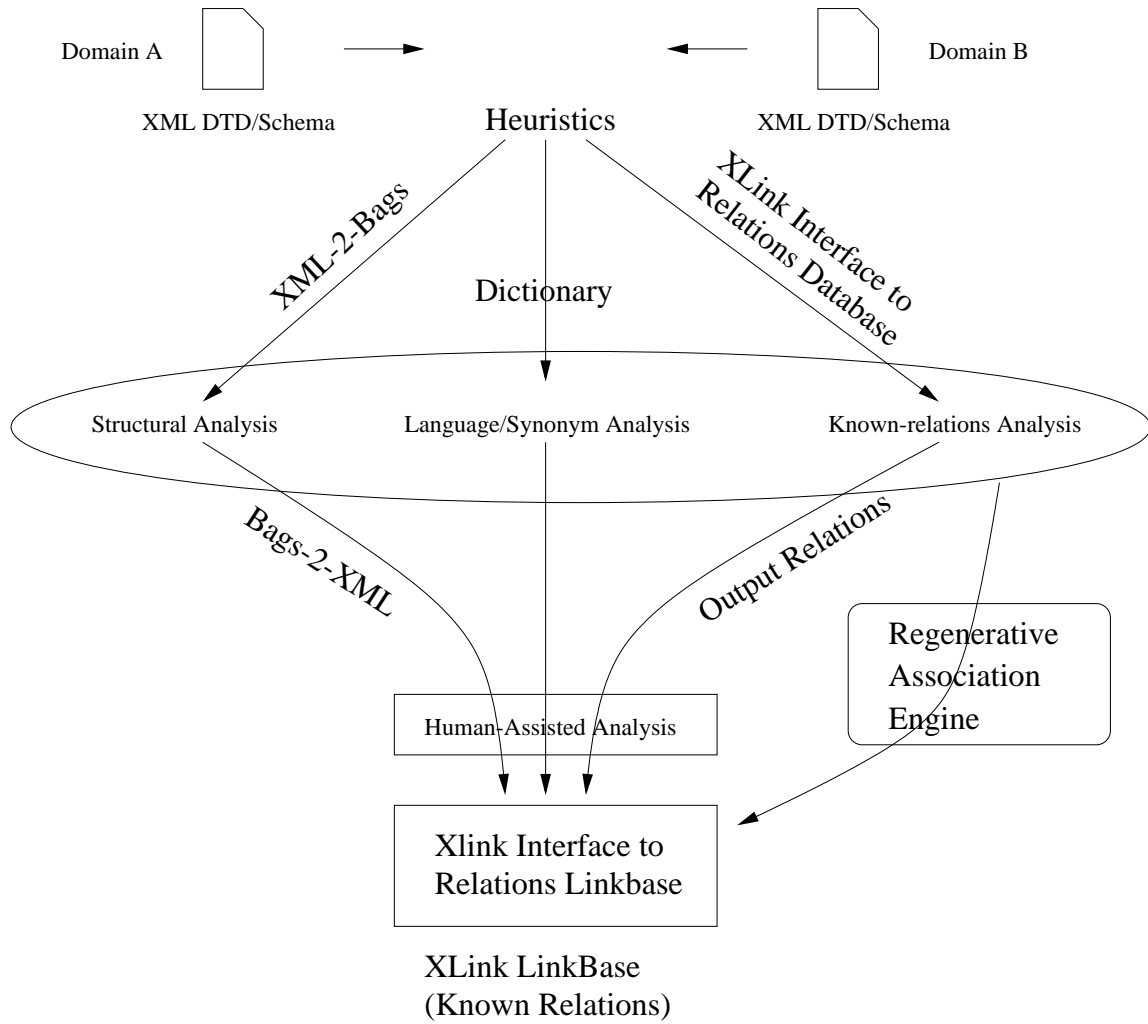 Domain A
Domain B
XML DTD/Schema
Heuristics
XML DTD/Schema
XML-2-Bags
Dictionary
XLink Interface to
Relations Database
Structural Analysis
Language/Synonym Analysis
Known-relations Analysis
Bags-2-XML
Output Relations
Regenerative
Association
Engine
Human-Assisted Analysis
Xlink Interface to
Relations Linkbase
XLink LinkBase
(Known Relations)